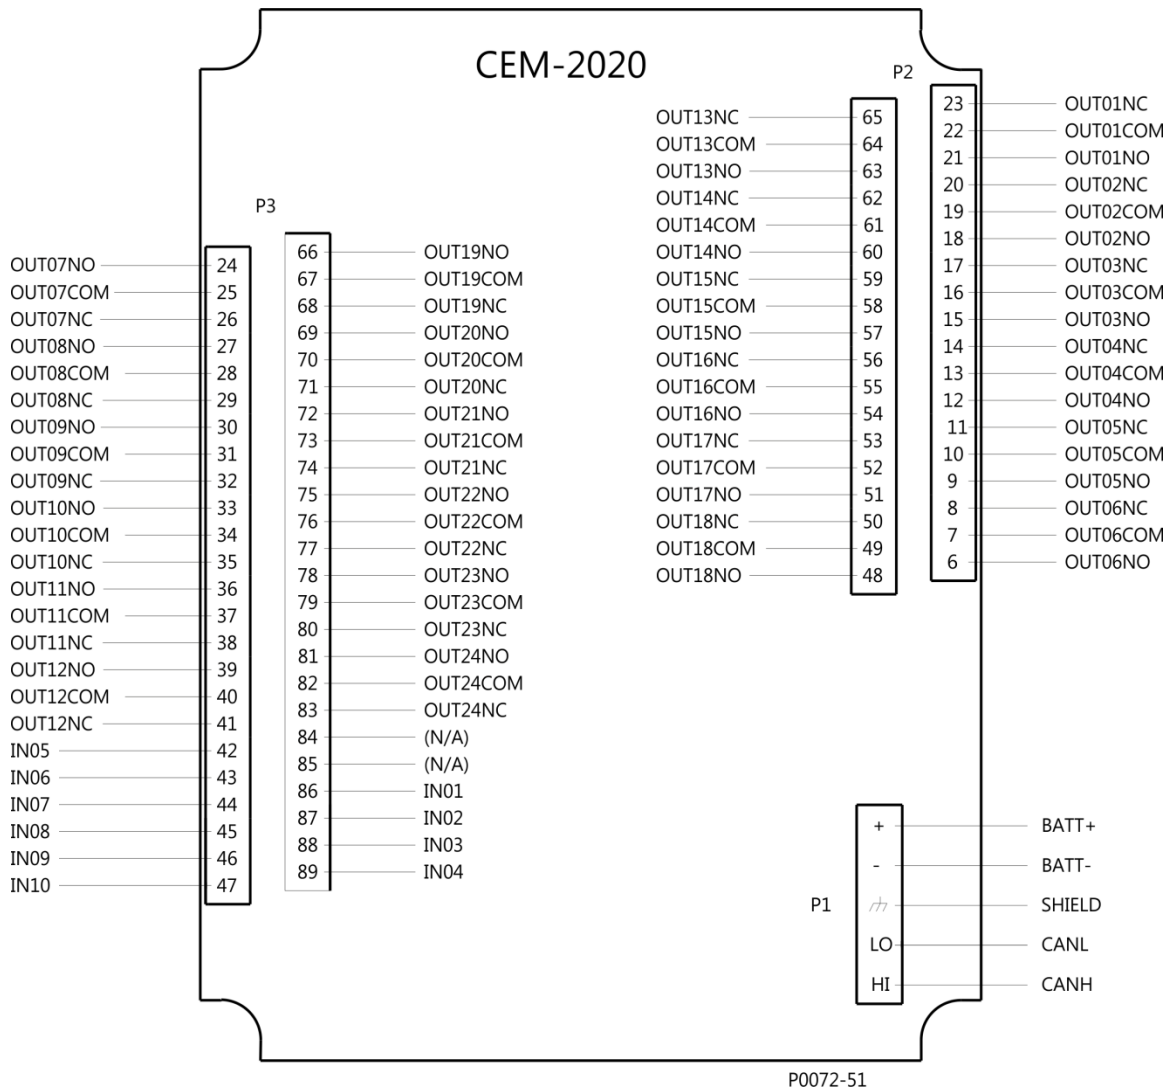 CEM-2020
P2
OUT13NC 65
OUT13COM 64
OUT13NO 63
OUT14NC 62
OUT14COM 61
OUT14NO 60
OUT15NC 59
OUT15COM 58
OUT15NO 57
OUT16NC 56
OUT16COM 55
OUT16NO 54
OUT17NC 53
OUT17COM 52
OUT17NO 51
OUT18NC 50
OUT18COM 49
OUT18NO 48
23 OUT01NC
22 OUT01COM
21 OUT01NO
20 OUT02NC
19 OUT02COM
18 OUT02NO
17 OUT03NC
16 OUT03COM
15 OUT03NO
14 OUT04NC
13 OUT04COM
12 OUT04NO
11 OUT05NC
10 OUT05COM
9 OUT05NO
8 OUT06NC
7 OUT06COM
6 OUT06NO
P3
OUT07NO 24
OUT07COM 25
OUT07NC 26
OUT08NO 27
OUT08COM 28
OUT08NC 29
OUT09NO 30
OUT09COM 31
OUT09NC 32
OUT10NO 33
OUT10COM 34
OUT10NC 35
OUT11NO 36
OUT11COM 37
OUT11NC 38
OUT12NO 39
OUT12COM 40
OUT12NC 41
IN05 42
IN06 43
IN07 44
IN08 45
IN09 46
IN10 47
66 OUT19NO
67 OUT19COM
68 OUT19NC
69 OUT20NO
70 OUT20COM
71 OUT20NC
72 OUT21NO
73 OUT21COM
74 OUT21NC
75 OUT22NO
76 OUT22COM
77 OUT22NC
78 OUT23NO
79 OUT23COM
80 OUT23NC
81 OUT24NO
82 OUT24COM
83 OUT24NC
84 (N/A)
85 (N/A)
86 IN01
87 IN02
88 IN03
89 IN04
P1
+ BATT+
- BATT-
SHIELD
LO CANL
HI CANH
P0072-51